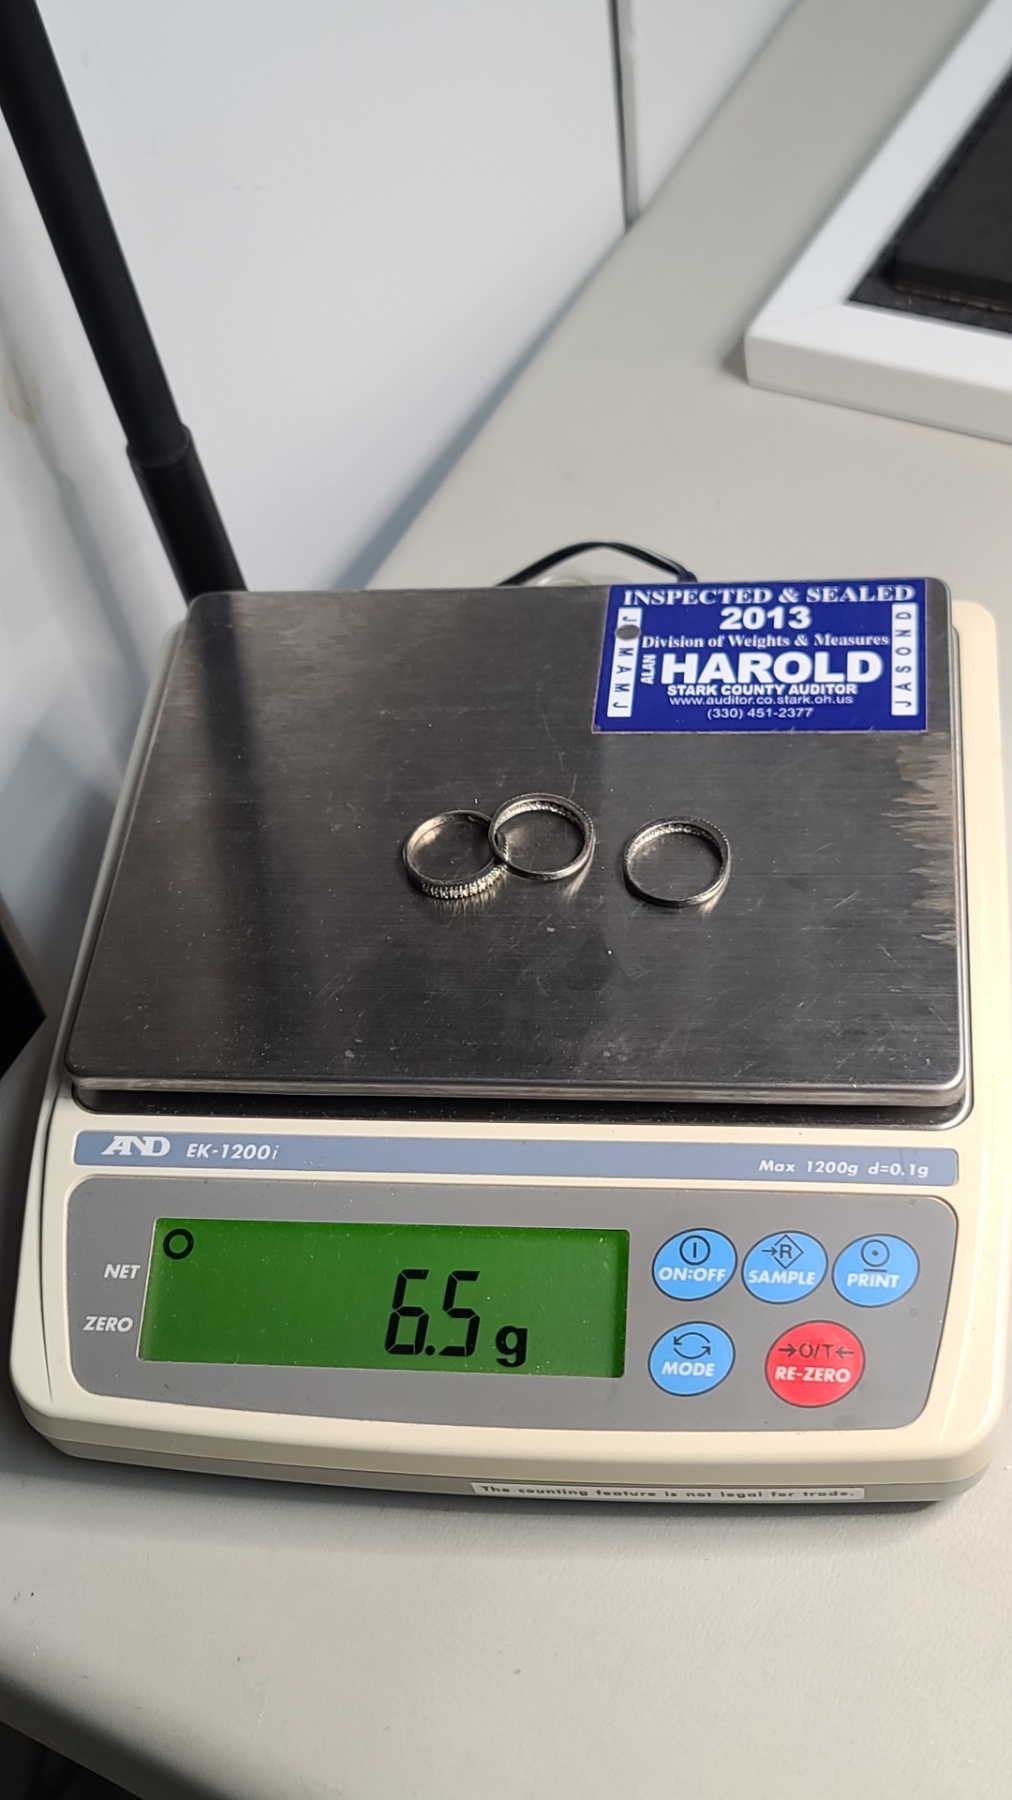 INSPECTED & SEALED
2013
Division of Weights & Measures
ALAN
HAROLD
STARK COUNTY AUDITOR
www.auditor.co.stark.oh.us
(330) 451-2377
J
M A M J
J A S O N D
AND EK-1200i
Max 1200g d=0.1g
NET
ZERO
6.5 g
ON:OFF
→R
SAMPLE
PRINT
MODE
→O/T←
RE-ZERO
The counting feature is not legal for trade.